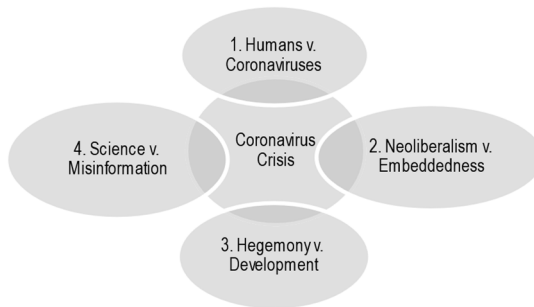 1. Humans v.
Coronaviruses
4. Science v.
Misinformation
Coronavirus
Crisis
2. Neoliberalism v.
Embeddedness
3. Hegemony v.
Development